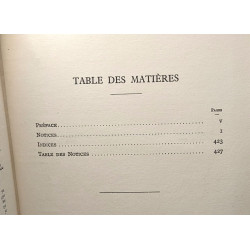 TABLE DES MATIÈRES
Pages
Préface v
Notices 1
Indices 423
Table des Notices 427